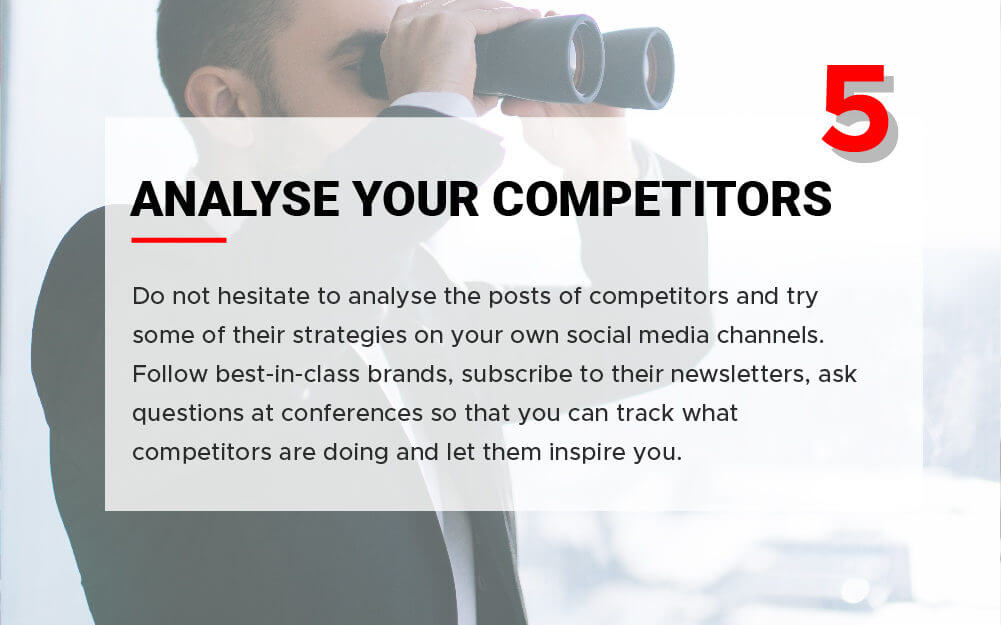 5
ANALYSE YOUR COMPETITORS
Do not hesitate to analyse the posts of competitors and try
some of their strategies on your own social media channels.
Follow best-in-class brands, subscribe to their newsletters, ask
questions at conferences so that you can track what
competitors are doing and let them inspire you.